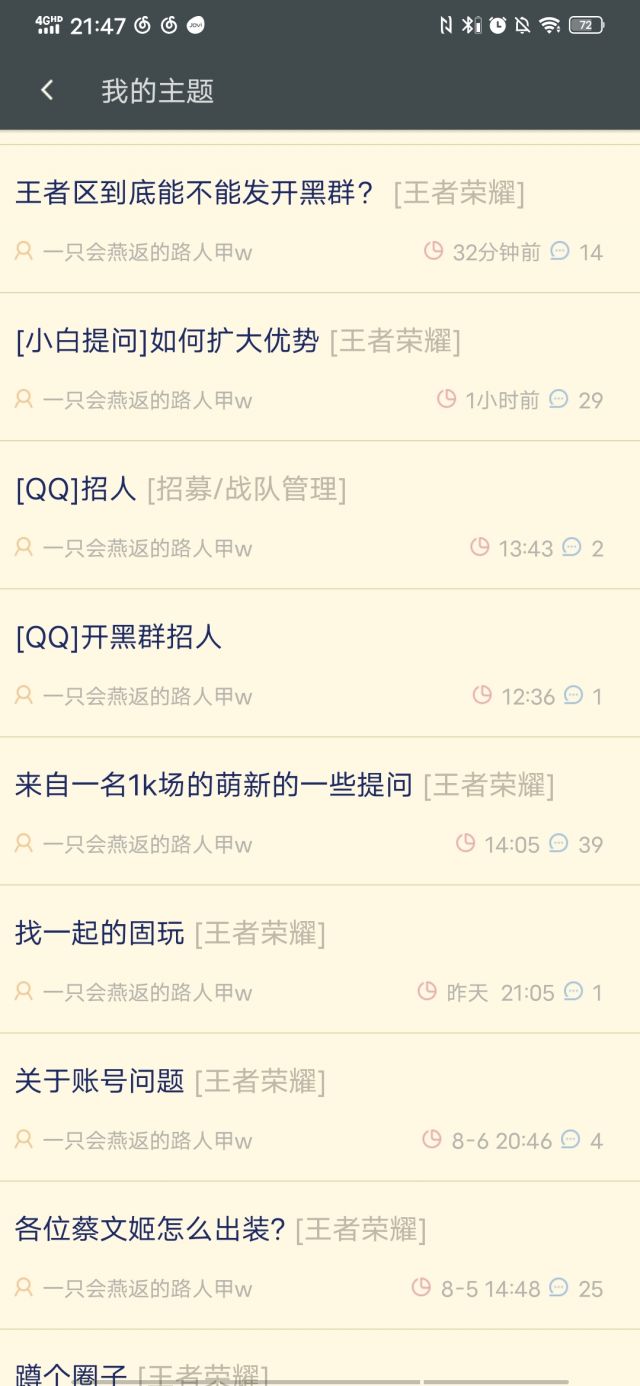 4GHD 21:47 JOVI 72
我的主题
王者区到底能不能发开黑群？ [王者荣耀]
一只会燕返的路人甲w 32分钟前 14
[小白提问]如何扩大优势 [王者荣耀]
一只会燕返的路人甲w 1小时前 29
[QQ]招人 [招募/战队管理]
一只会燕返的路人甲w 13:43 2
[QQ]开黑群招人
一只会燕返的路人甲w 12:36 1
来自一名1k场的萌新的一些提问 [王者荣耀]
一只会燕返的路人甲w 14:05 39
找一起的固玩 [王者荣耀]
一只会燕返的路人甲w 昨天 21:05 1
关于账号问题 [王者荣耀]
一只会燕返的路人甲w 8-6 20:46 4
各位蔡文姬怎么出装? [王者荣耀]
一只会燕返的路人甲w 8-5 14:48 25
蹲个圈子 [王者荣耀]